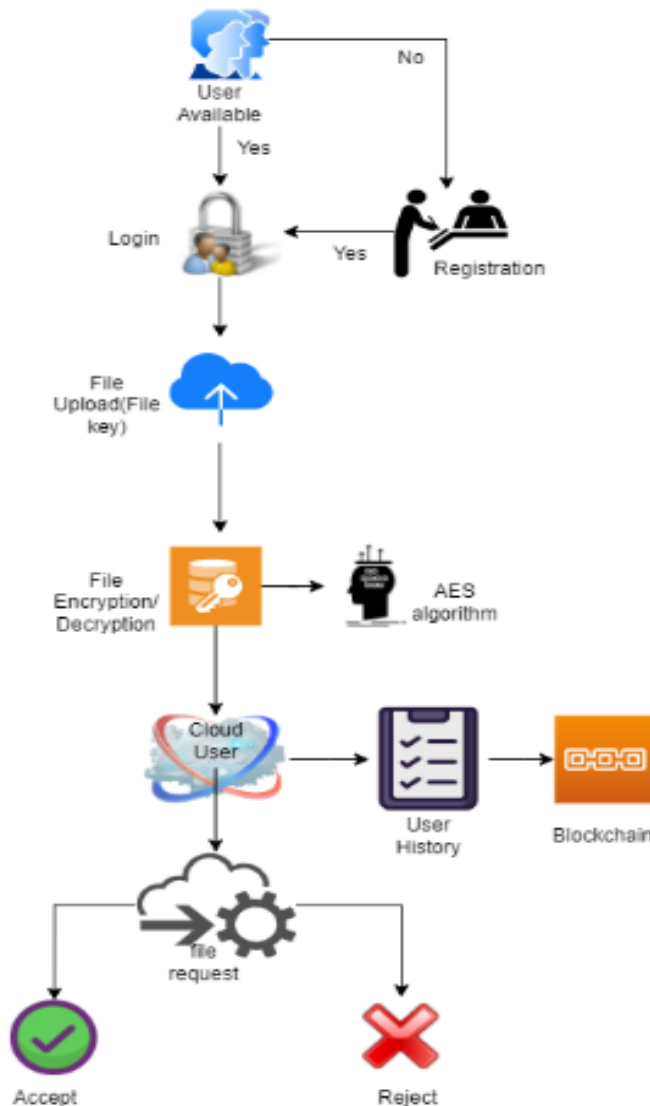 No
User
Available
Yes
Login
Yes
Registration
File
Upload(File
key)
File
Encryption/
Decryption
AES
algorithm
Cloud
User
User
History
Blockchain
file
request
Accept
Reject